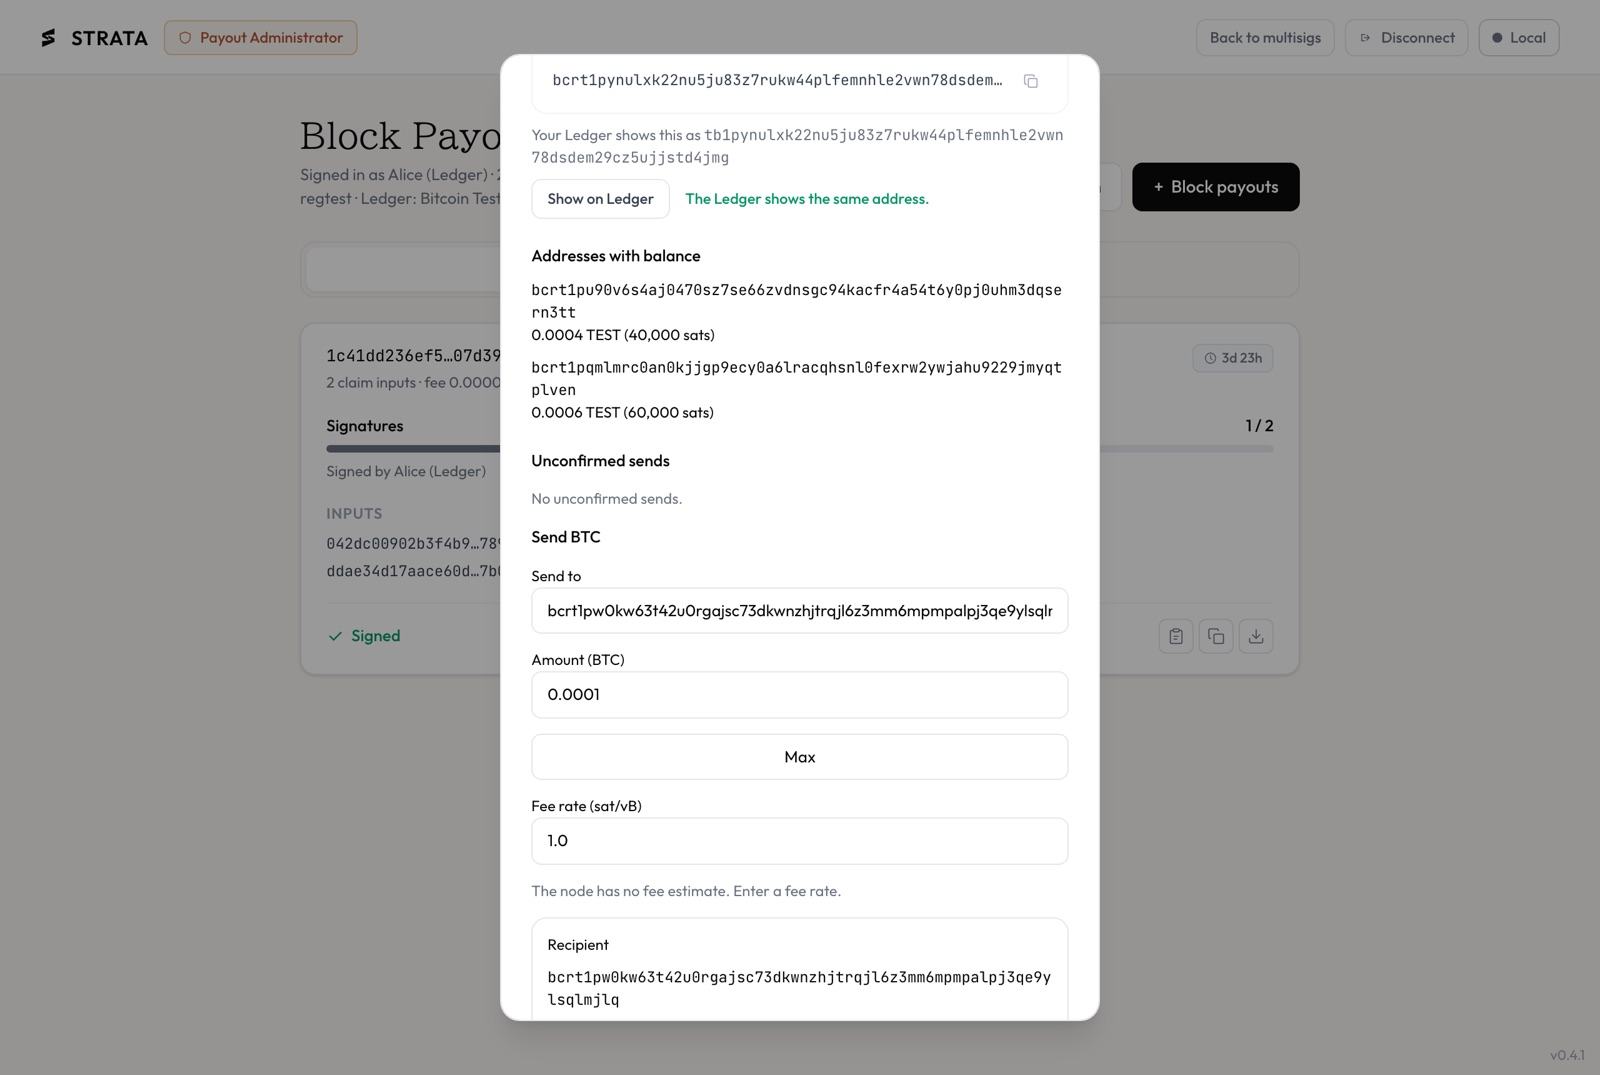 STRATA
Payout Administrator
Back to multisigs
Disconnect
Local
Block Payo
Signed in as Alice (Ledger) · 2
regtest · Ledger: Bitcoin Test
+ Block payouts
1c41dd236ef5…07d39
2 claim inputs · fee 0.0000
3d 23h
Signatures
1 / 2
Signed by Alice (Ledger)
INPUTS
042dc00902b3f4b9…789
ddae34d17aace60d…7b0
Signed
bcrt1pynulxk22nu5ju83z7rukw44plfemnhle2vwn78dsdem…
Your Ledger shows this as tb1pynulxk22nu5ju83z7rukw44plfemnhle2vwn
78dsdem29cz5ujjstd4jmg
Show on Ledger
The Ledger shows the same address.
Addresses with balance
bcrt1pu90v6s4aj0470sz7se66zvdnsgc94kacfr4a54t6y0pj0uhm3dqse
rn3tt
0.0004 TEST (40,000 sats)
bcrt1pqmlmrc0an0kjjgp9ecy0a6lracqhsnl0fexrw2ywjahu9229jmyqt
plven
0.0006 TEST (60,000 sats)
Unconfirmed sends
No unconfirmed sends.
Send BTC
Send to
bcrt1pw0kw63t42u0rgajsc73dkwnzhjtrqjl6z3mm6mpmpalpj3qe9ylsqlr
Amount (BTC)
0.0001
Max
Fee rate (sat/vB)
1.0
The node has no fee estimate. Enter a fee rate.
Recipient
bcrt1pw0kw63t42u0rgajsc73dkwnzhjtrqjl6z3mm6mpmpalpj3qe9y
lsqlmjlq
v0.4.1